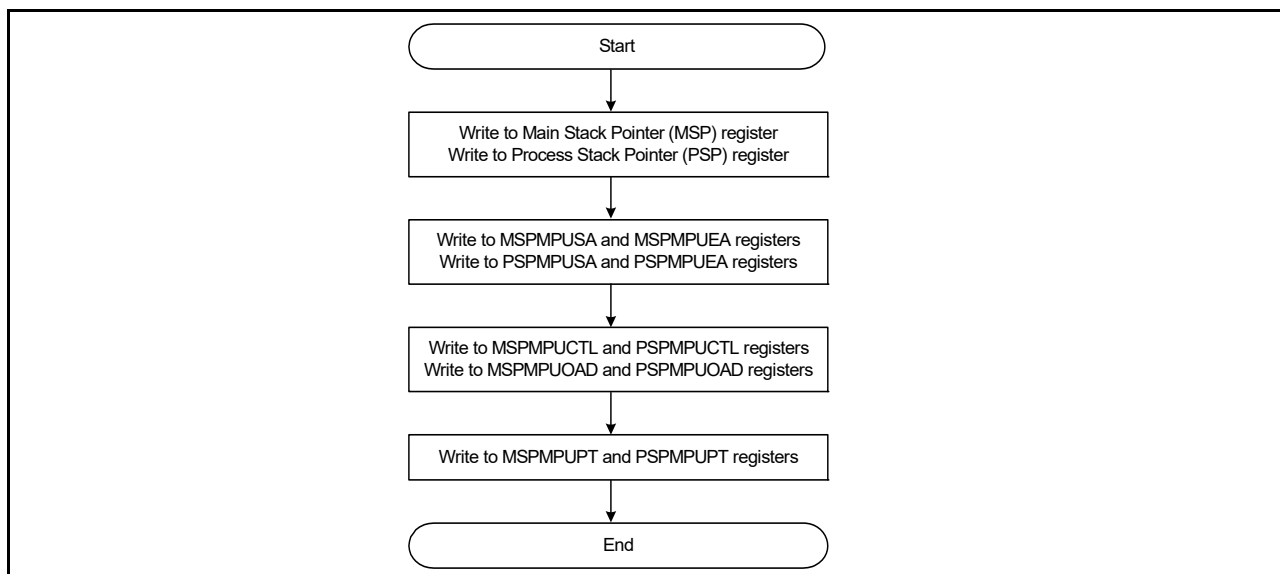 Start
Write to Main Stack Pointer (MSP) register
Write to Process Stack Pointer (PSP) register
Write to MSPMPUSA and MSPMPUEA registers
Write to PSPMPUSA and PSPMPUEA registers
Write to MSPMPUCTL and PSPMPUCTL registers
Write to MSPMPUOAD and PSPMPUOAD registers
Write to MSPMPUPT and PSPMPUPT registers
End